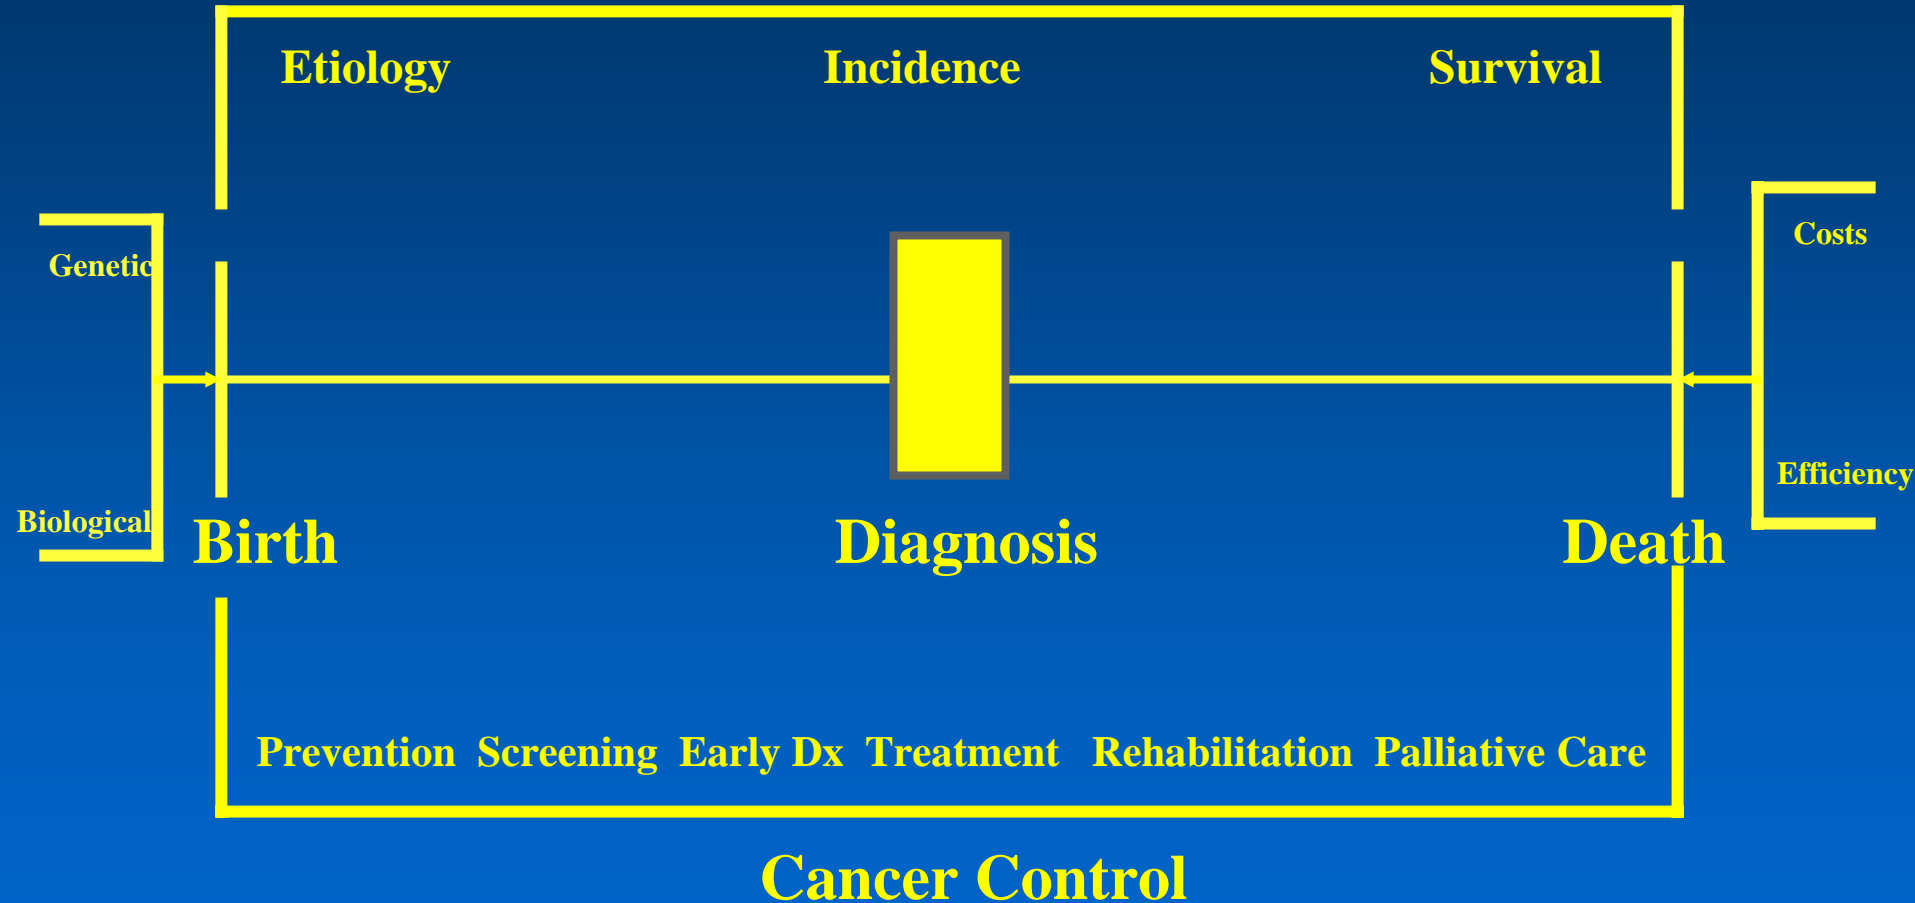 Etiology Incidence Survival
Costs
Genetic
Efficiency
Biological
Birth Diagnosis Death
Prevention Screening Early Dx Treatment Rehabilitation Palliative Care
Cancer Control